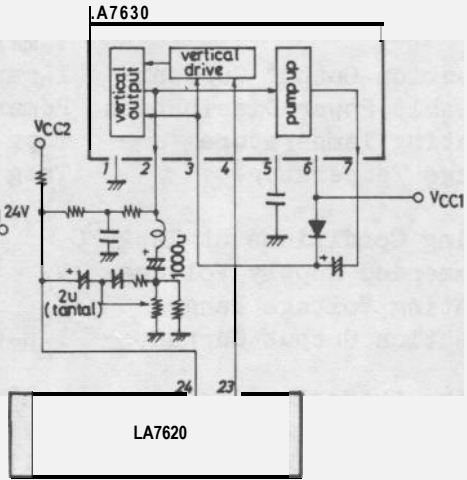 .A7630
vertical output
vertical drive
pump up
VCC2
1 2 3 4 5 6 7
VCC1
24V
1000u
2u
(tantal)
24 23
LA7620